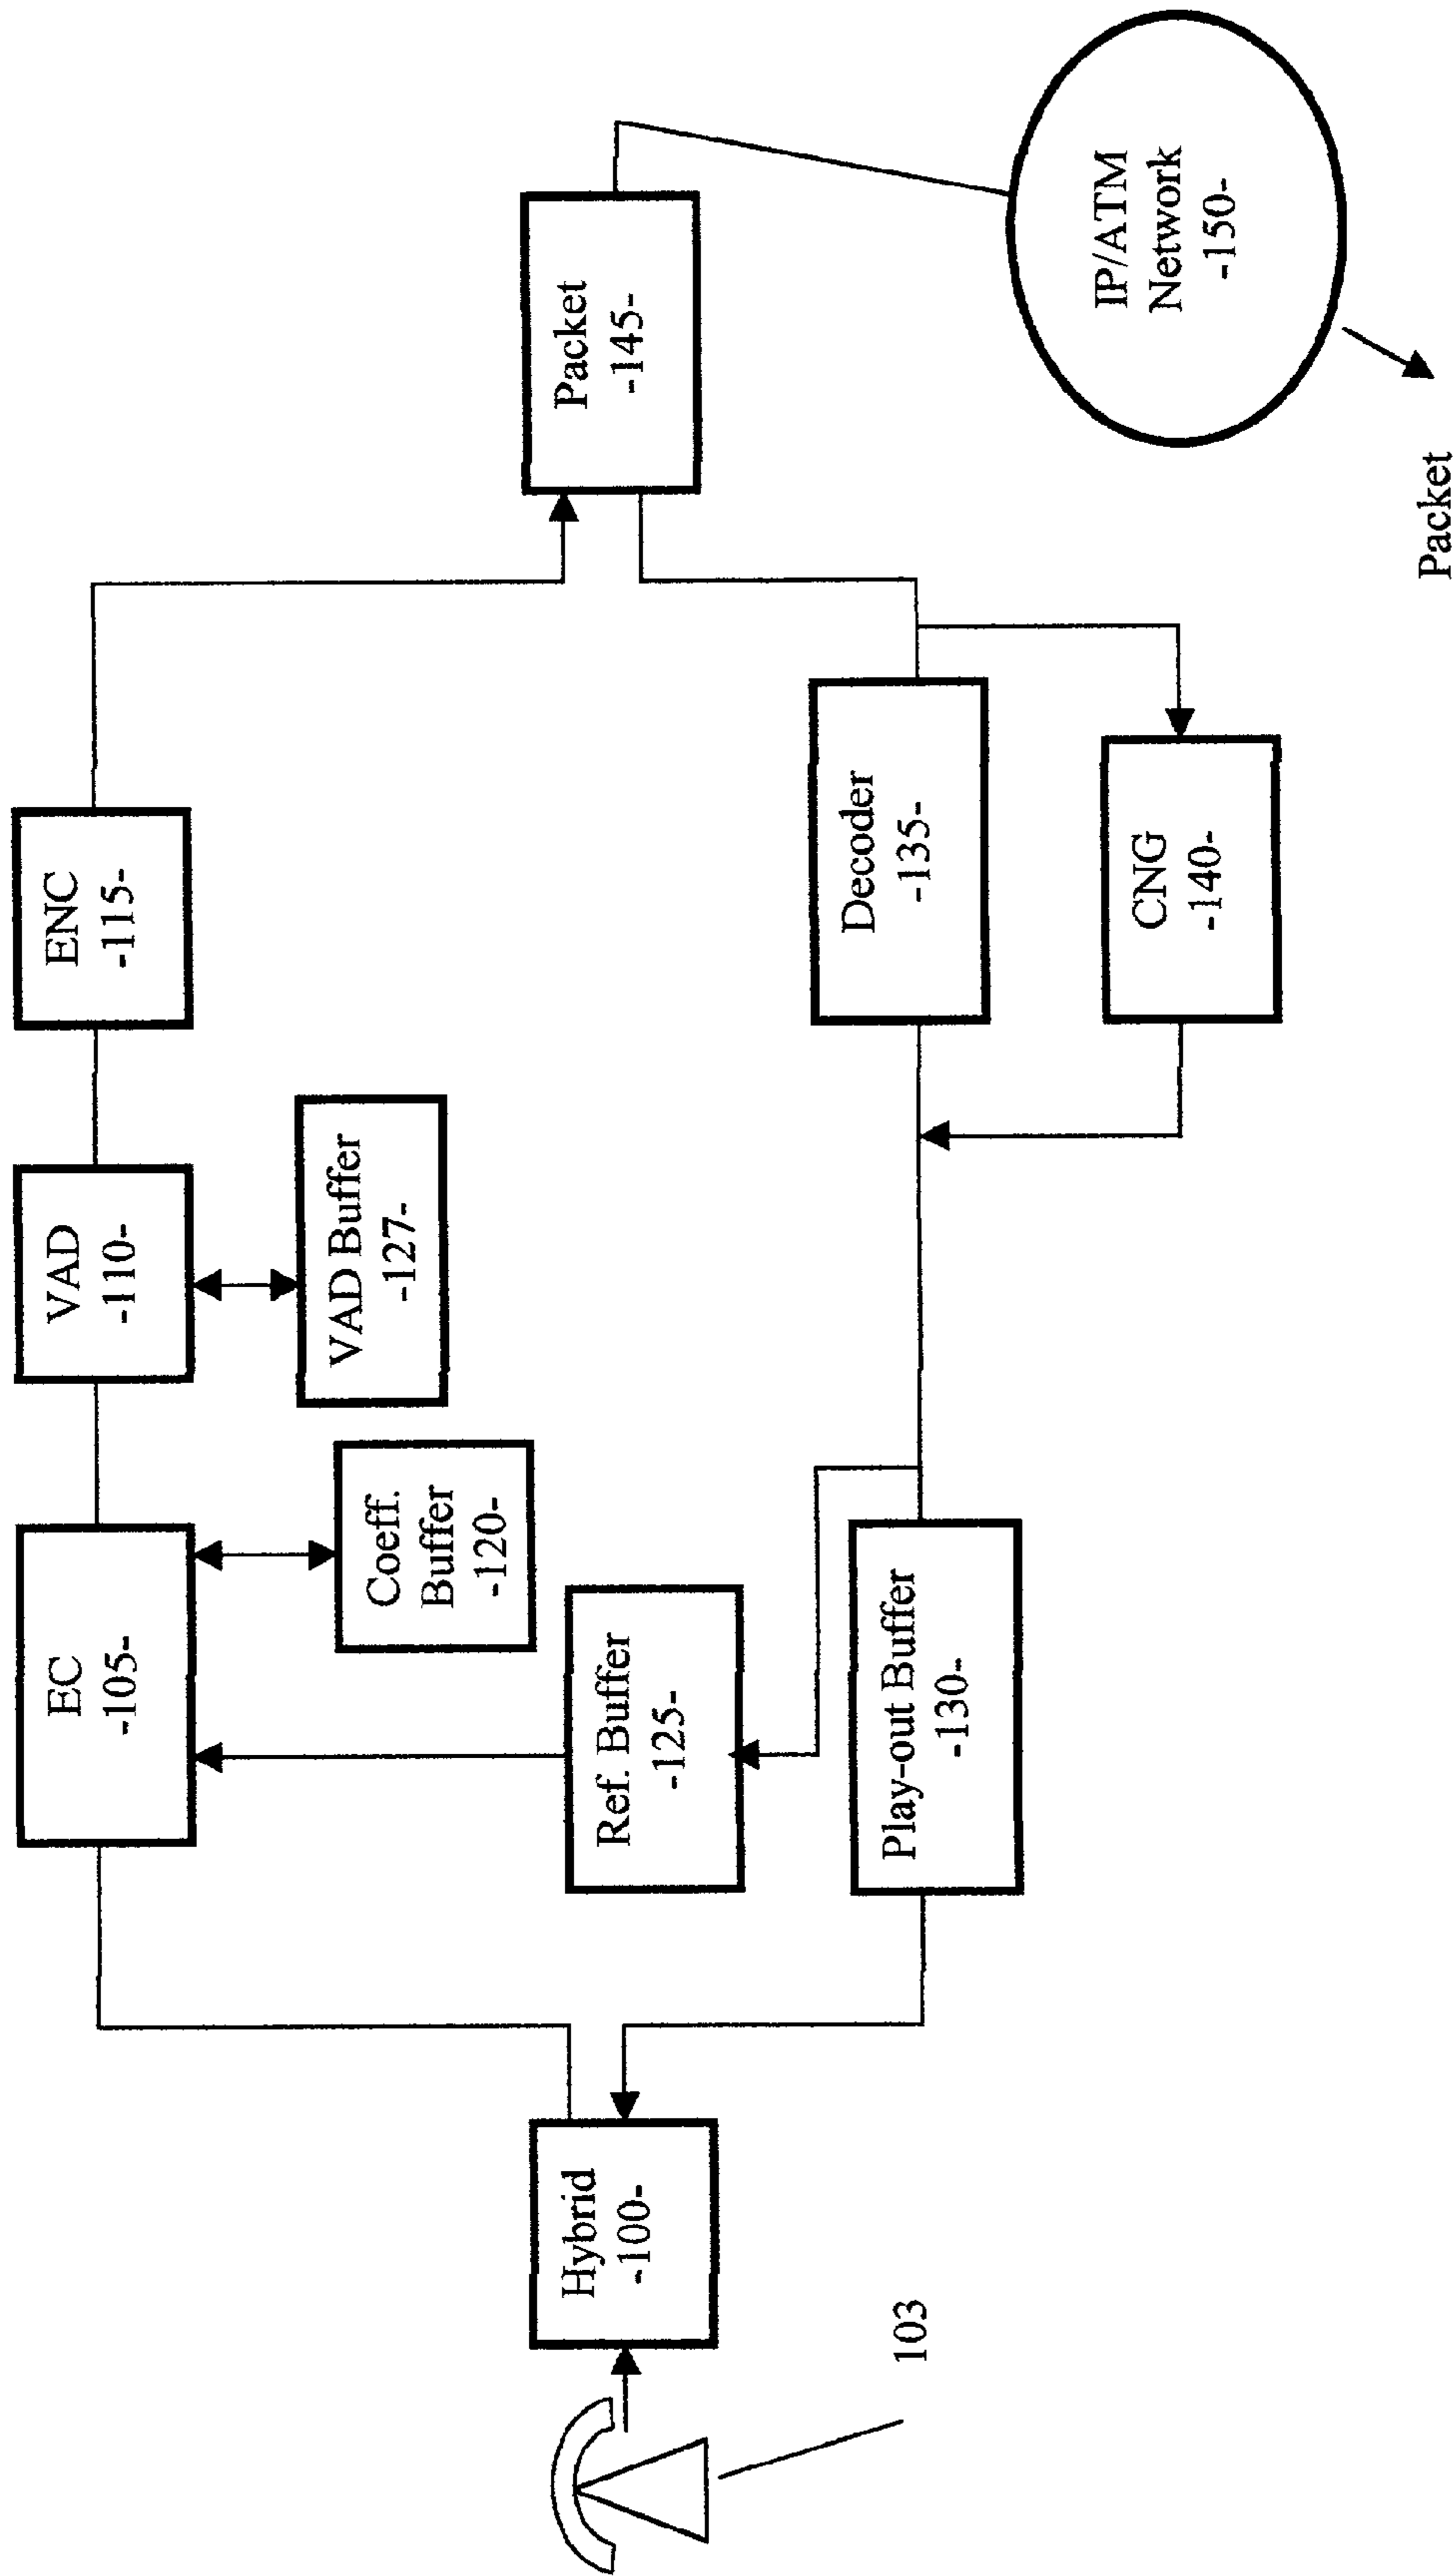 EC
-105-
VAD
-110-
ENC
-115-
Coeff.
Buffer
-120-
VAD Buffer
-127-
Hybrid
-100-
103
Ref. Buffer
-125-
Packet
-145-
Play-out Buffer
-130-
Decoder
-135-
CNG
-140-
IP/ATM
Network
-150-
Packet